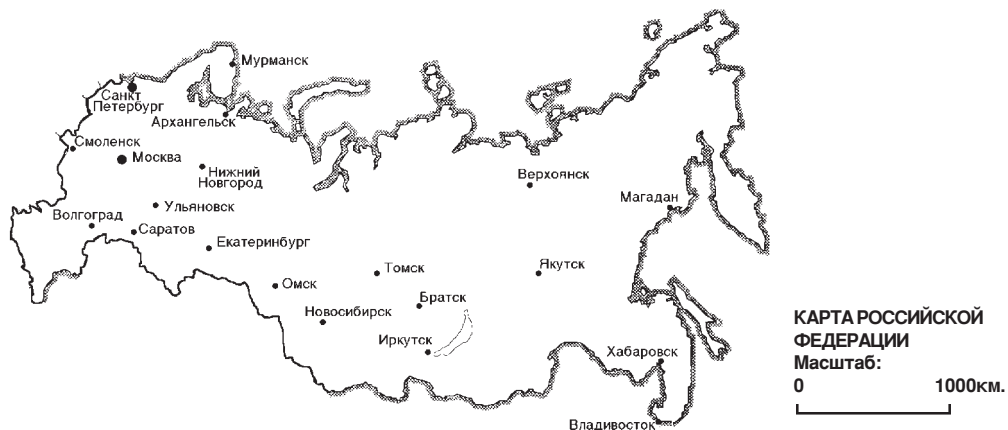 Мурманск
Санкт
Петербург
Архангельск
Смоленск
Москва
Нижний
Новгород
Верхоянск
Ульяновск
Магадан
Волгоград
Саратов
Екатеринбург
Томск
Якутск
Омск
Братск
Новосибирск
Иркутск
Хабаровск
Владивосток
КАРТА РОССИЙСКОЙ
ФЕДЕРАЦИИ
Масштаб:
0 1000км.